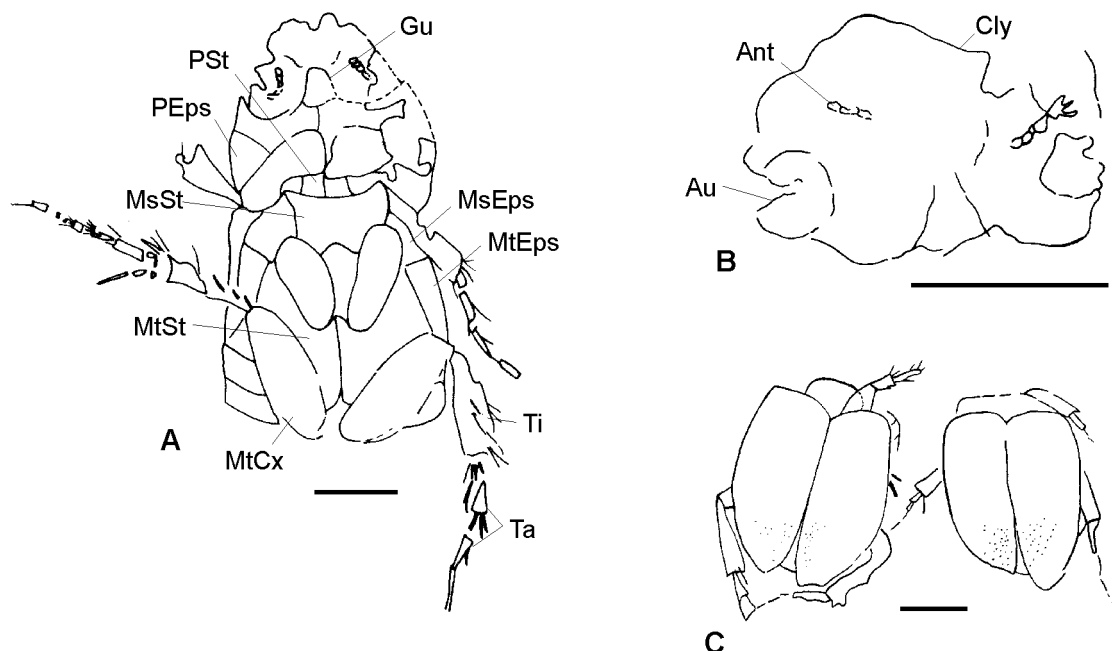 Gu
PSt
PEps
MsSt
MsEps
MtEps
MtSt
Ti
A
MtCx
Ta
Cly
Ant
Au
B
C